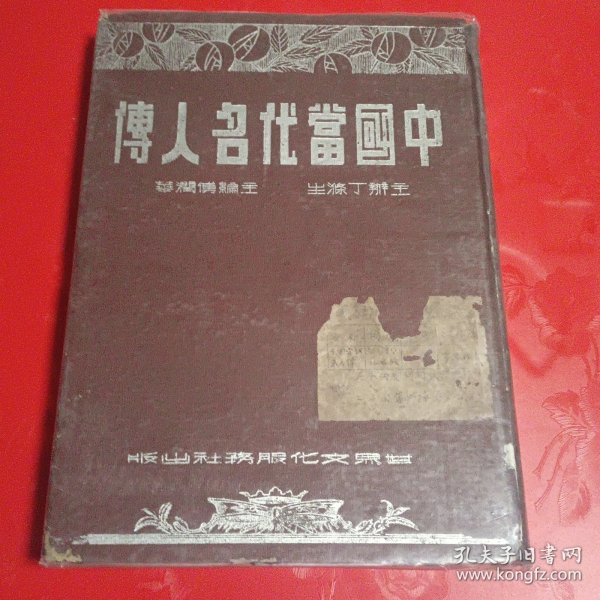 中國當代名人傳
主辦丁滌生 主編傅潤華
世界文化服務社出版
孔夫子旧书网
www.kongfz.com